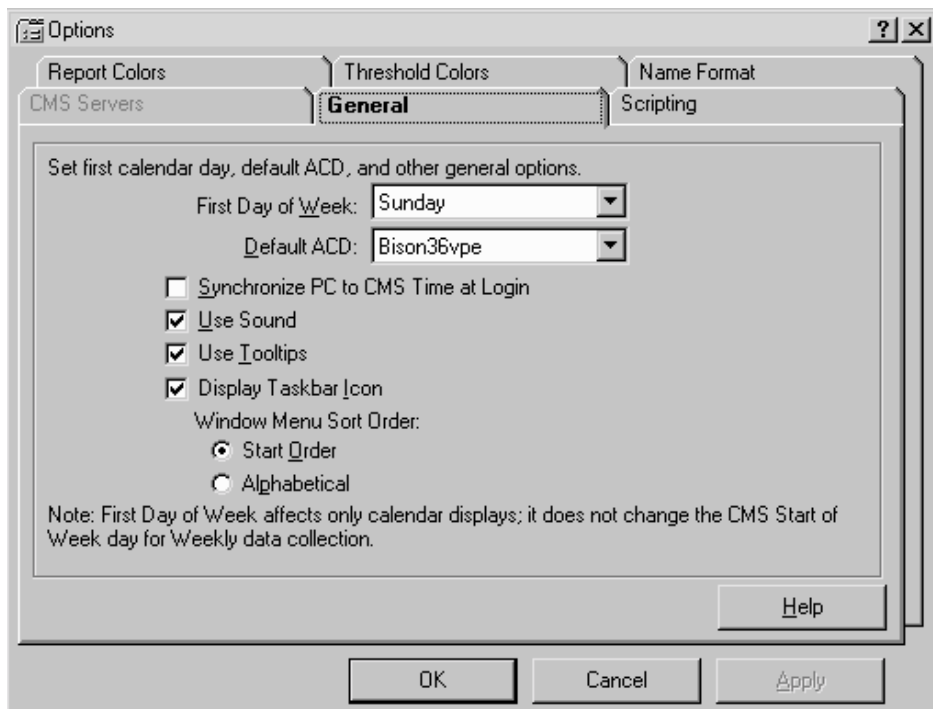 Options
Report Colors
Threshold Colors
Name Format
CMS Servers
General
Scripting
Set first calendar day, default ACD, and other general options.
First Day of Week: Sunday
Default ACD: Bison36vpe
Synchronize PC to CMS Time at Login
Use Sound
Use Tooltips
Display Taskbar Icon
Window Menu Sort Order:
Start Order
Alphabetical
Note: First Day of Week affects only calendar displays; it does not change the CMS Start of
Week day for Weekly data collection.
Help
OK
Cancel
Apply